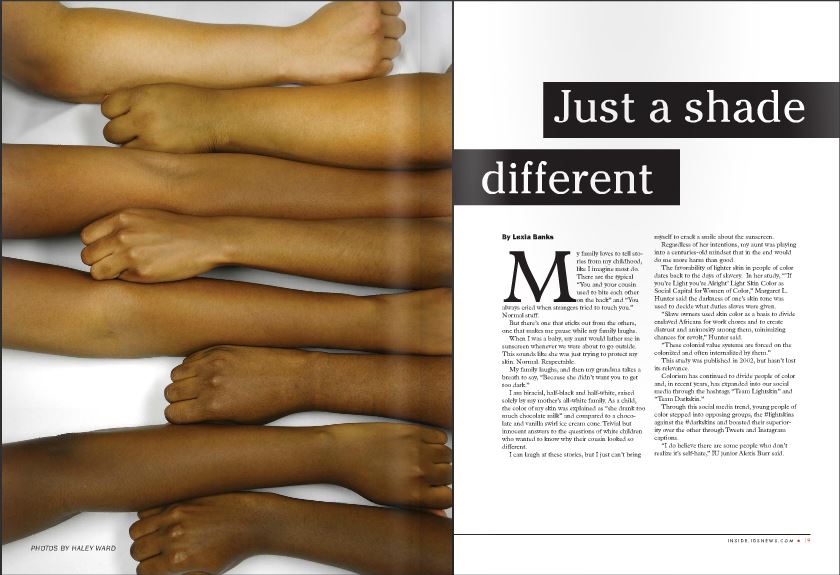 Just a shade
different
By Lexia Banks
My family loves to tell sto-
ries from my childhood,
like I imagine most do.
There are the typical
"You and your cousin
used to bite each other
on the back" and "You
always cried when strangers tried to touch you."
Normal stuff.
But there's one that sticks out from the others,
one that makes me pause while my family laughs.
When I was a baby, my aunt would lather me in
sunscreen whenever we were about to go outside.
This sounds like she was just trying to protect my
skin. Normal. Respectable.
My family laughs, and then my grandma takes a
breath to say, "Because she didn't want you to get
too dark."
I am biracial, half-black and half-white, raised
solely by my mother's all-white family. As a child,
the color of my skin was explained as "she drank too
much chocolate milk" and compared to a choco-
late and vanilla swirl ice cream cone. Trivial but
innocent answers to the questions of white children
who wanted to know why their cousin looked so
different.
I can laugh at these stories, but I just can't bring
myself to crack a smile about the sunscreen.
Regardless of her intentions, my aunt was playing
into a centuries-old mindset that in the end would
do me more harm than good.
The favorability of lighter skin in people of color
dates back to the days of slavery. In her study, "'If
you're Light you're Alright' Light Skin Color as
Social Capital for Women of Color," Margaret L.
Hunter said the darkness of one's skin tone was
used to decide what duties slaves were given.
"Slave owners used skin color as a basis to divide
enslaved Africans for work chores and to create
distrust and animosity among them, minimizing
chances for revolt," Hunter said.
"These colonial value systems are forced on the
colonized and often internalized by them."
This study was published in 2002, but hasn't lost
its relevance.
Colorism has continued to divide people of color
and, in recent years, has expanded into our social
media through the hashtags "Team Lightskin" and
"Team Darkskin."
Through this social media trend, young people of
color stepped into opposing groups, the #lightskins
against the #darkskins and boasted their superior-
ity over the other through Tweets and Instagram
captions.
"I do believe there are some people who don't
realize it's self-hate," IU junior Alexis Burr said.
PHOTOS BY HALEY WARD
INSIDE.IDSNEWS.COM • 19